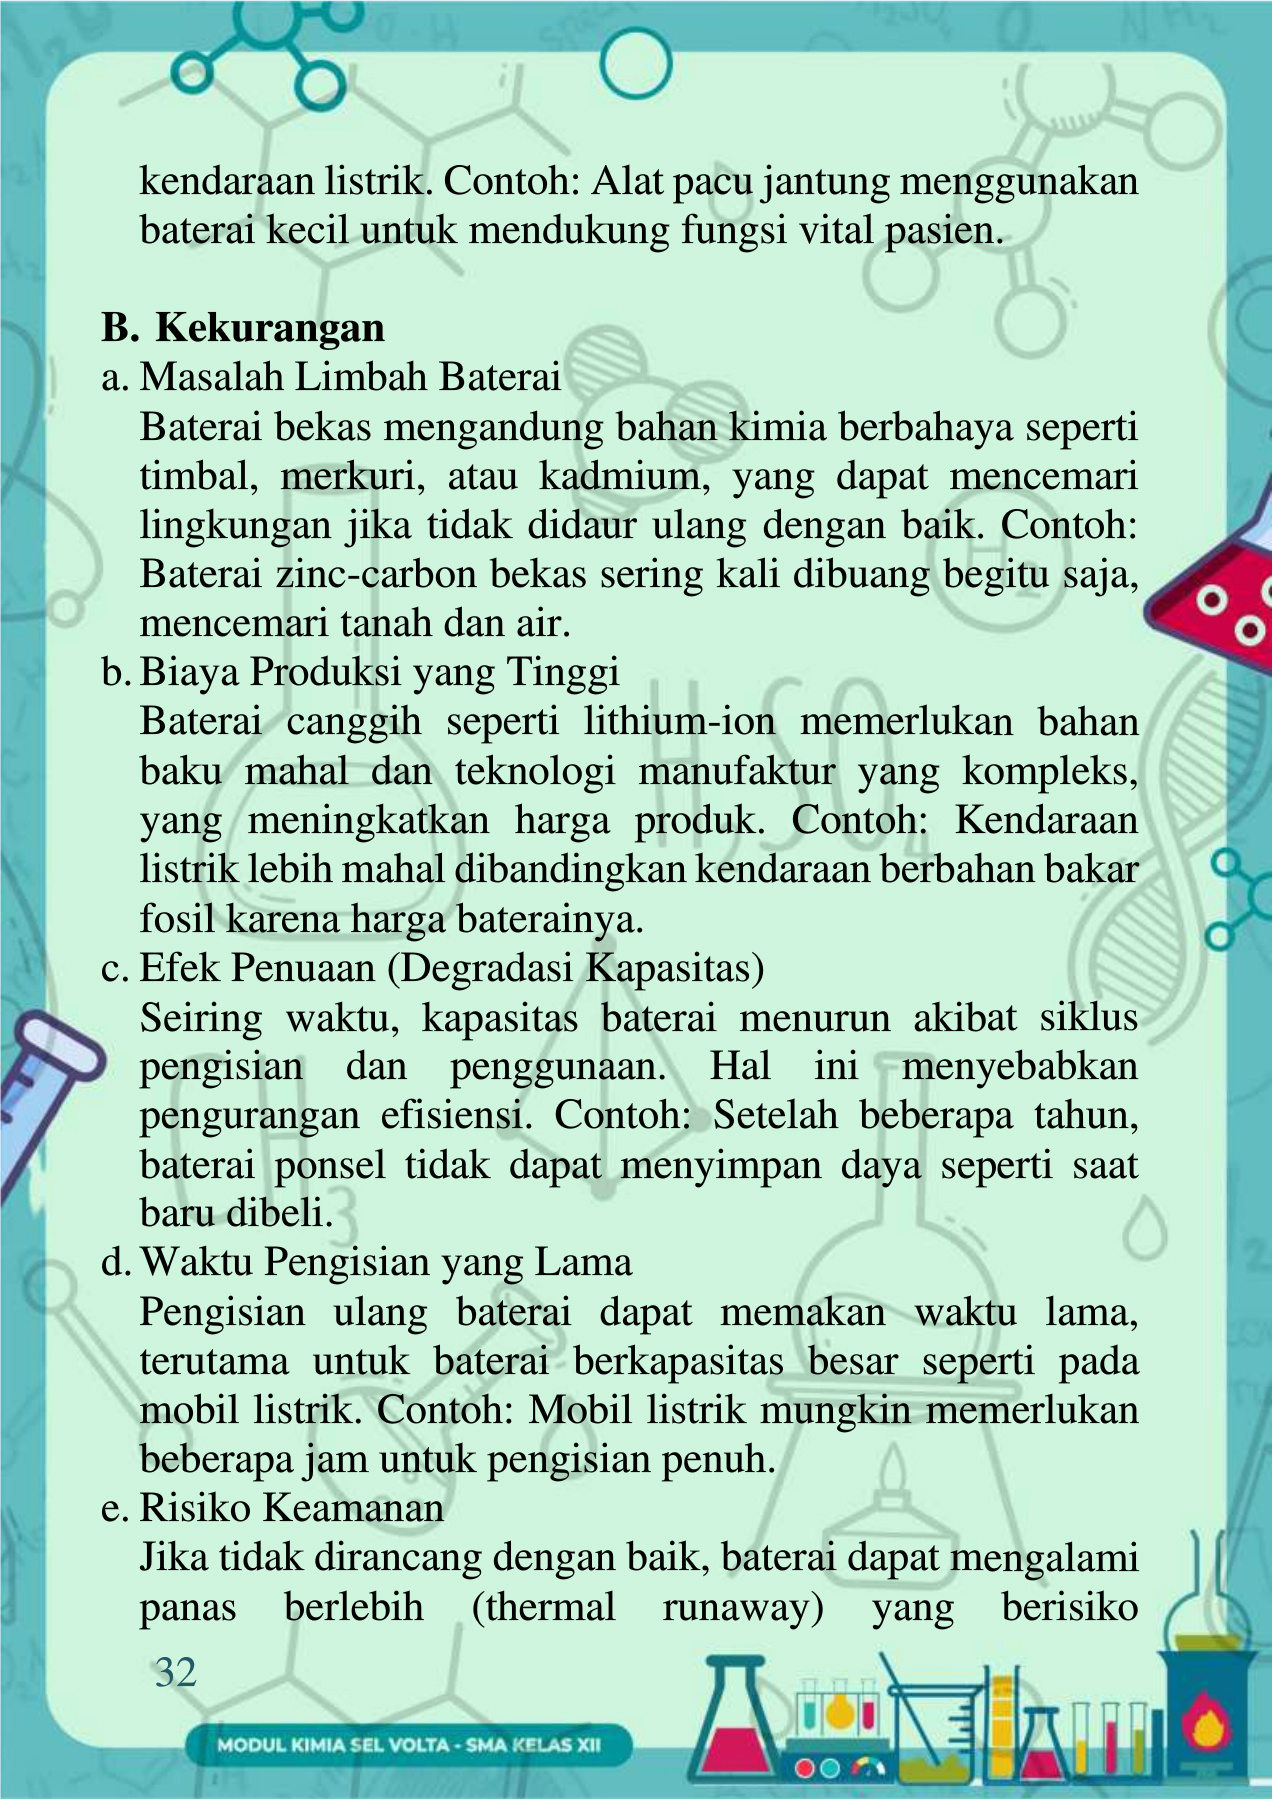 kendaraan listrik. Contoh: Alat pacu jantung menggunakan
baterai kecil untuk mendukung fungsi vital pasien.
B. Kekurangan
a. Masalah Limbah Baterai
Baterai bekas mengandung bahan kimia berbahaya seperti
timbal, merkuri, atau kadmium, yang dapat mencemari
lingkungan jika tidak didaur ulang dengan baik. Contoh:
Baterai zinc-carbon bekas sering kali dibuang begitu saja,
mencemari tanah dan air.
b. Biaya Produksi yang Tinggi
Baterai canggih seperti lithium-ion memerlukan bahan
baku mahal dan teknologi manufaktur yang kompleks,
yang meningkatkan harga produk. Contoh: Kendaraan
listrik lebih mahal dibandingkan kendaraan berbahan bakar
fosil karena harga baterainya.
c. Efek Penuaan (Degradasi Kapasitas)
Seiring waktu, kapasitas baterai menurun akibat siklus
pengisian dan penggunaan. Hal ini menyebabkan
pengurangan efisiensi. Contoh: Setelah beberapa tahun,
baterai ponsel tidak dapat menyimpan daya seperti saat
baru dibeli.
d. Waktu Pengisian yang Lama
Pengisian ulang baterai dapat memakan waktu lama,
terutama untuk baterai berkapasitas besar seperti pada
mobil listrik. Contoh: Mobil listrik mungkin memerlukan
beberapa jam untuk pengisian penuh.
e. Risiko Keamanan
Jika tidak dirancang dengan baik, baterai dapat mengalami
panas berlebih (thermal runaway) yang berisiko
32
MODUL KIMIA SEL VOLTA - SMA KELAS XII